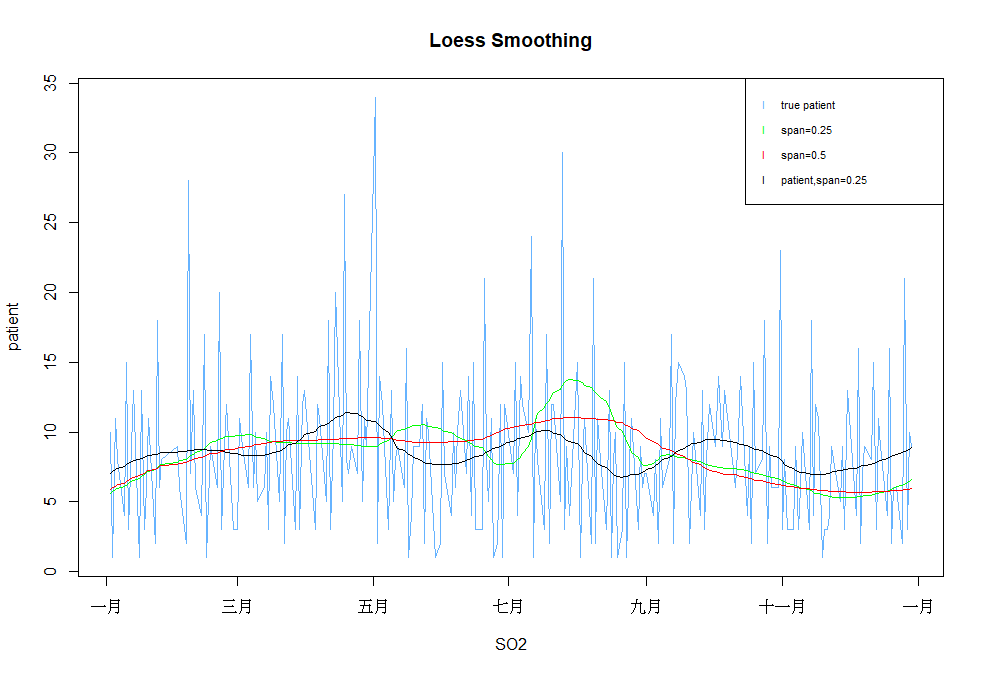 Loess Smoothing
true patient
span=0.25
span=0.5
patient,span=0.25
patient
35
30
25
20
15
10
5
0
一月 三月 五月 七月 九月 十一月 一月
SO2